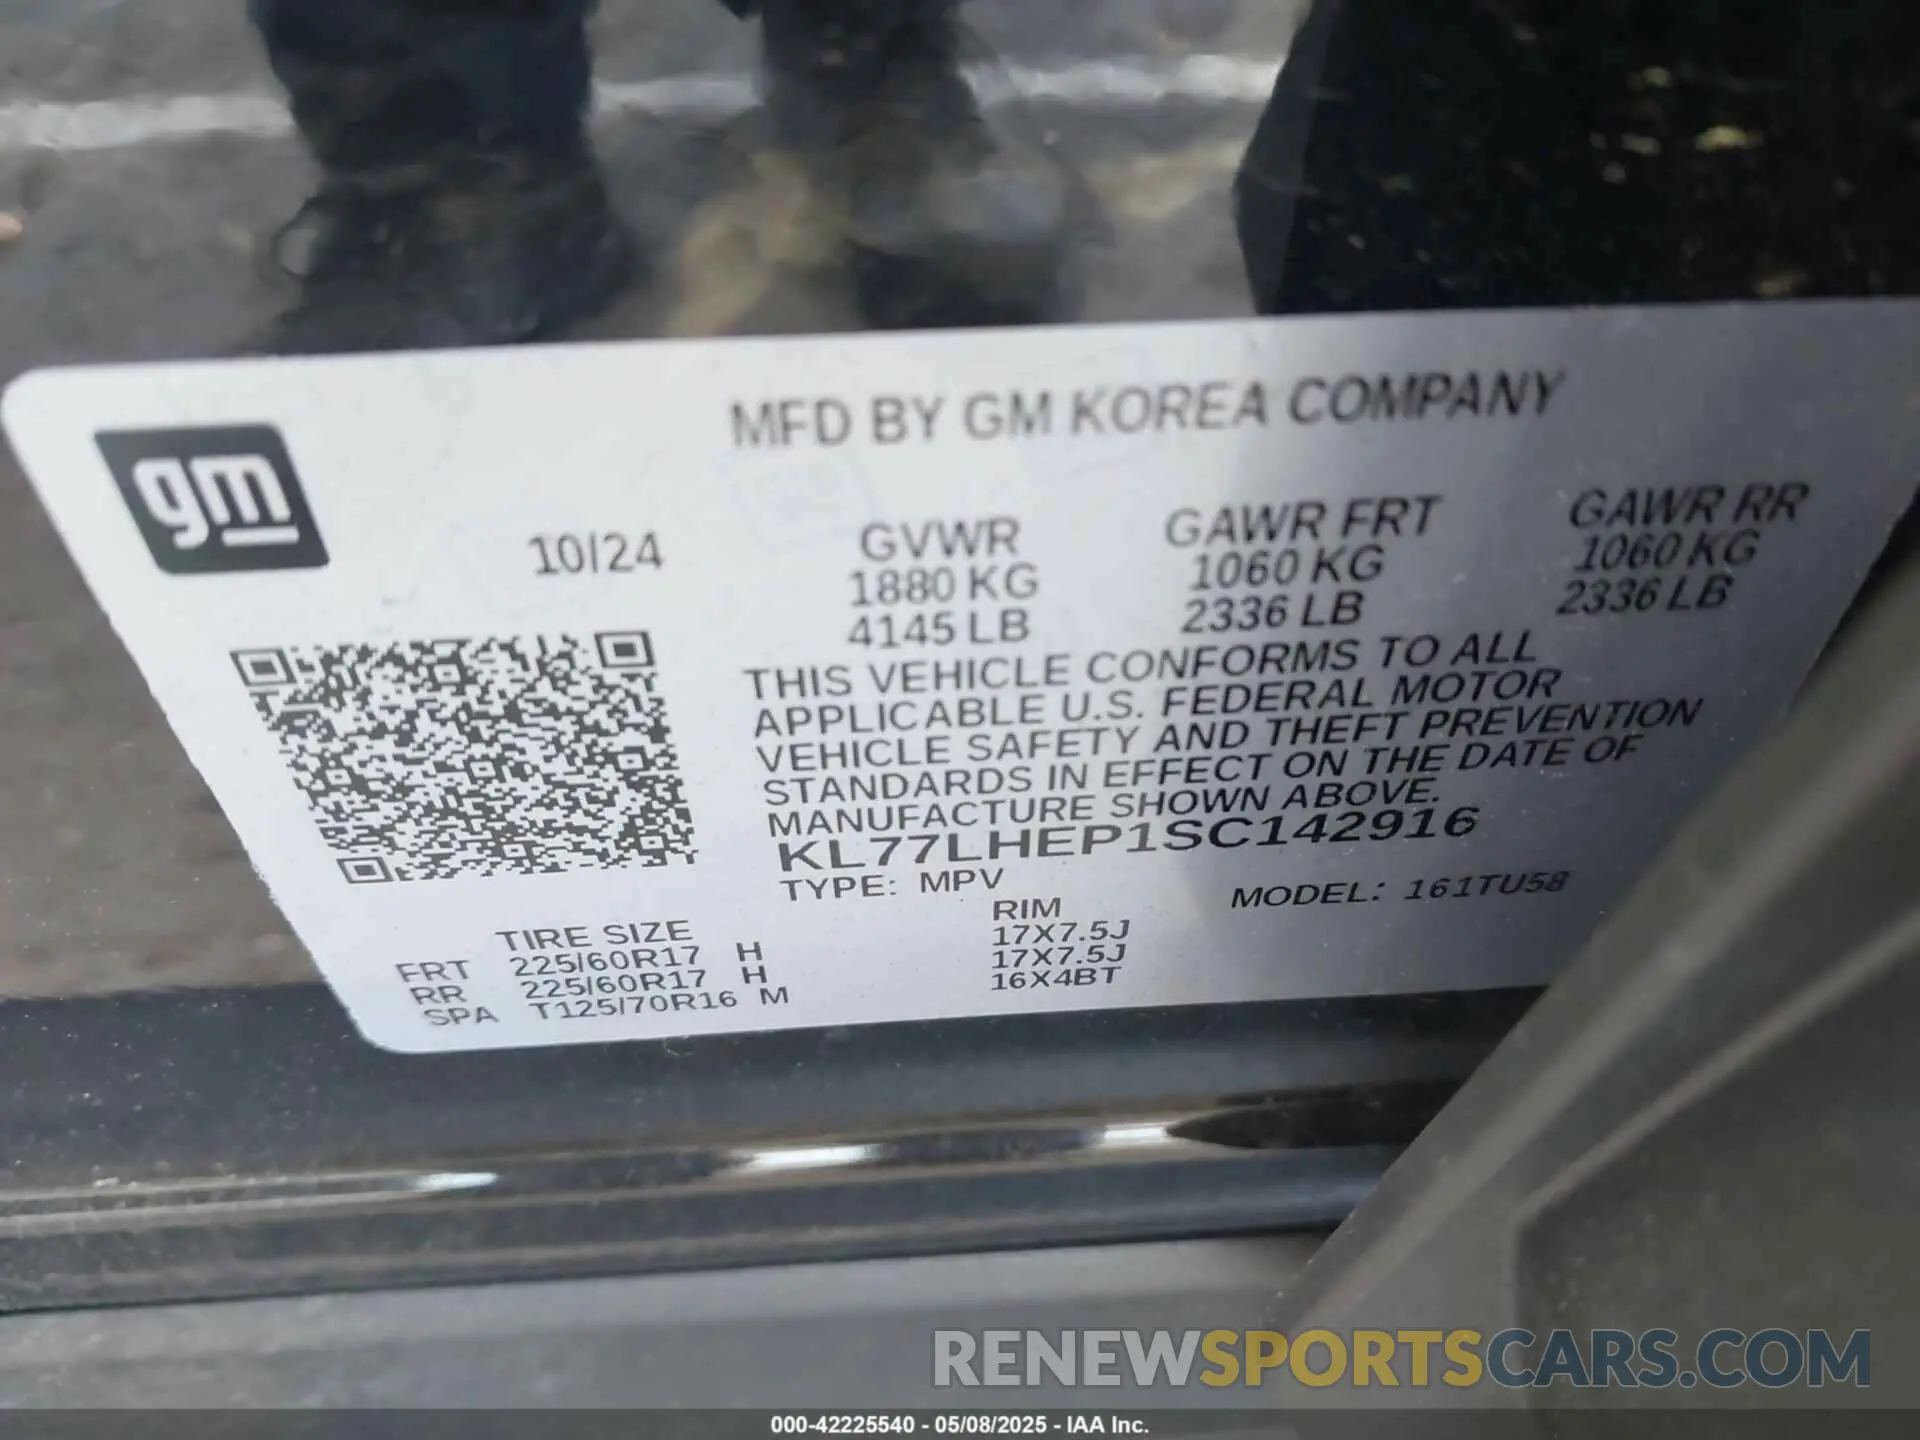 MFD BY GM KOREA COMPANY
gm
10/24
GVWR GAWR FRT GAWR RR
1880 KG 1060 KG 1060 KG
4145 LB 2336 LB 2336 LB
THIS VEHICLE CONFORMS TO ALL
APPLICABLE U.S. FEDERAL MOTOR
VEHICLE SAFETY AND THEFT PREVENTION
STANDARDS IN EFFECT ON THE DATE OF
MANUFACTURE SHOWN ABOVE.
KL77LHEP1SC142916
TYPE: MPV MODEL: 161TU58
TIRE SIZE RIM
FRT 225/60R17 H 17X7.5J
RR 225/60R17 H 17X7.5J
SPA T125/70R16 M 16X4BT
RENEWSPORTSCARS.COM
000-42225540 - 05/08/2025 - IAA Inc.